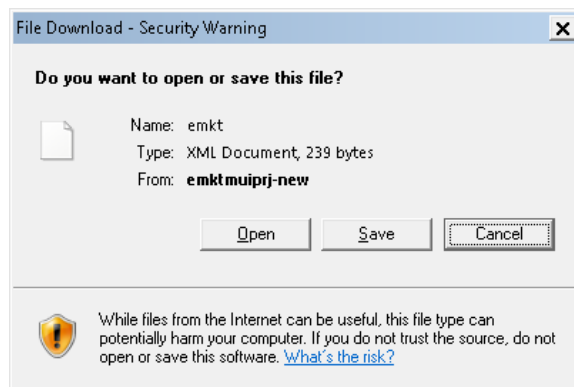 File Download - Security Warning
Do you want to open or save this file?
Name: emkt
Type: XML Document, 239 bytes
From: emktmuiprj-new
Open Save Cancel
While files from the Internet can be useful, this file type can
potentially harm your computer. If you do not trust the source, do not
open or save this software. What's the risk?